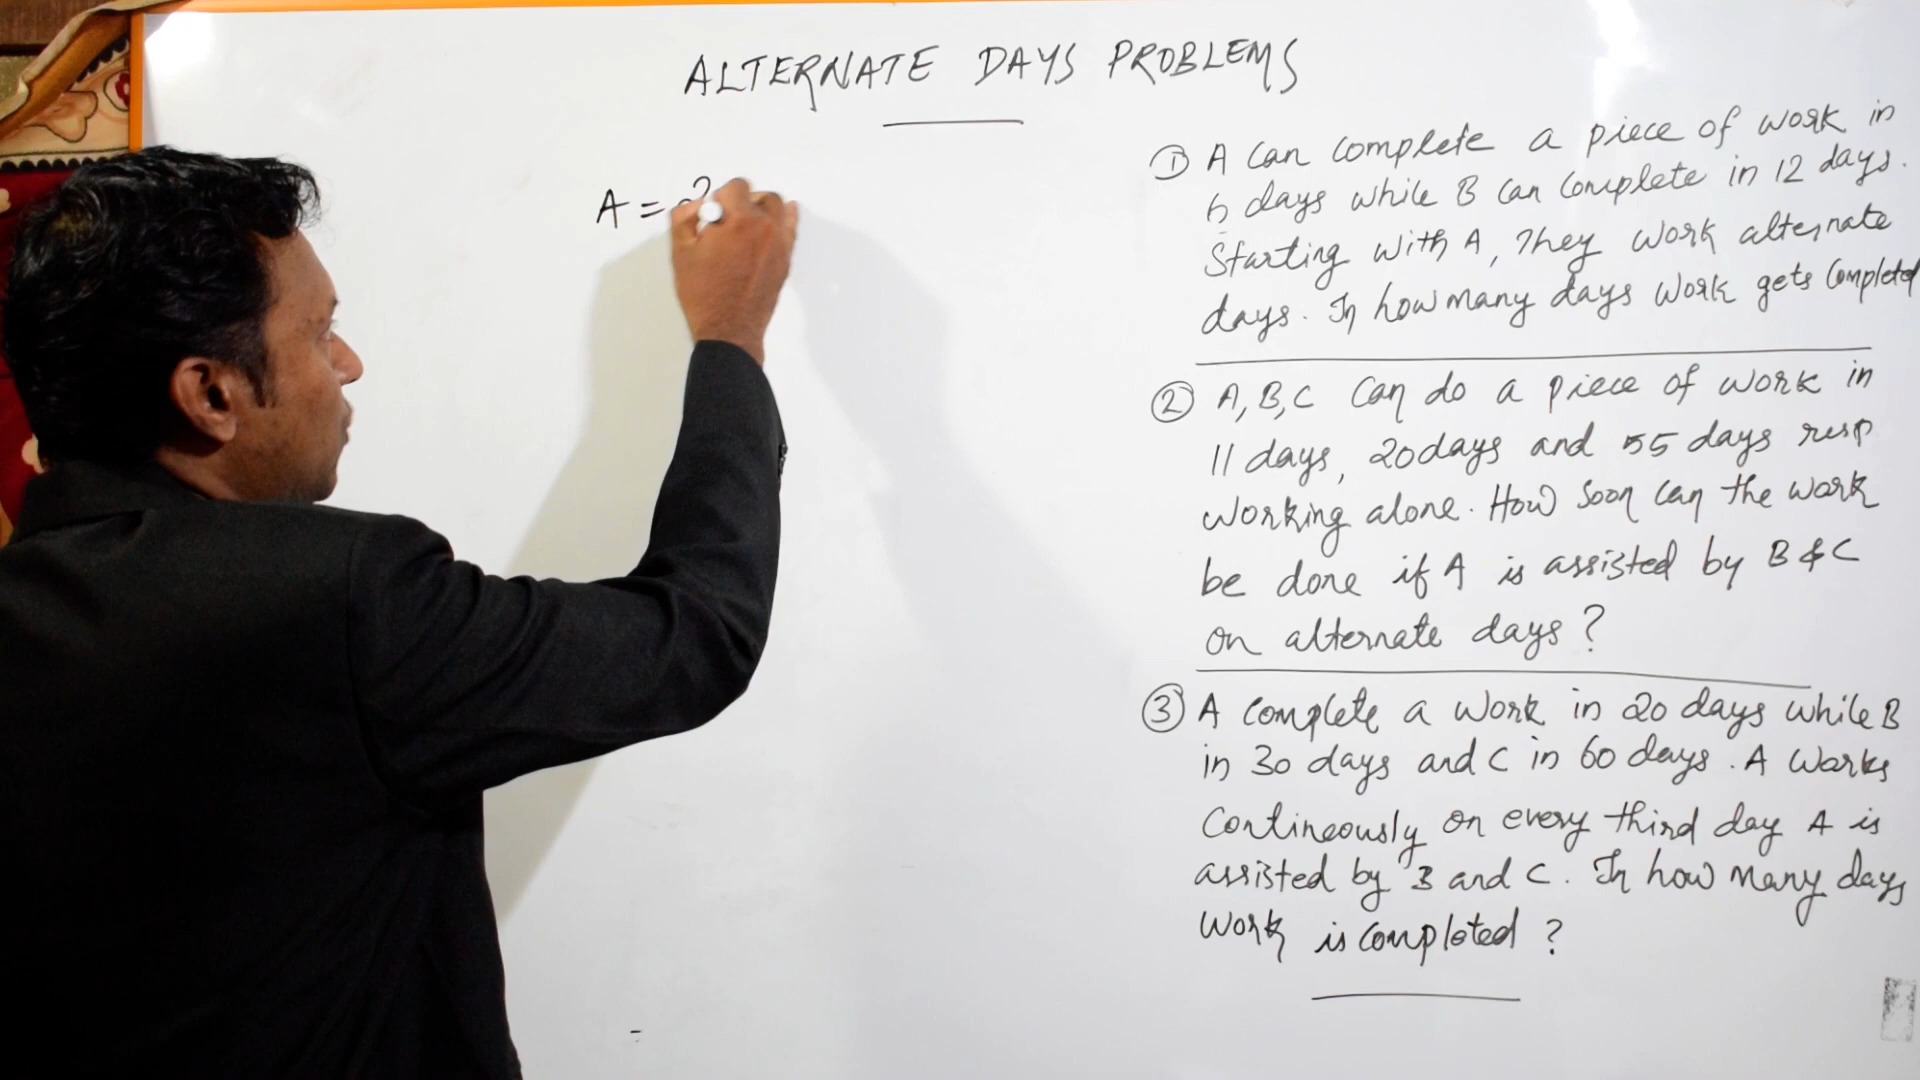 ALTERNATE DAYS PROBLEMS
A = 2
① A can complete a piece of work in
6 days while B can complete in 12 days.
Starting with A, They work alternate
days. In how many days work gets completed
② A, B, C Can do a piece of work in
11 days, 20 days and 55 days resp
working alone. How soon can the work
be done if A is assisted by B & C
on alternate days?
③ A complete a work in 20 days while B
in 30 days and C in 60 days. A works
Contineously on every third day A is
assisted by B and C. In how many days
work is completed?